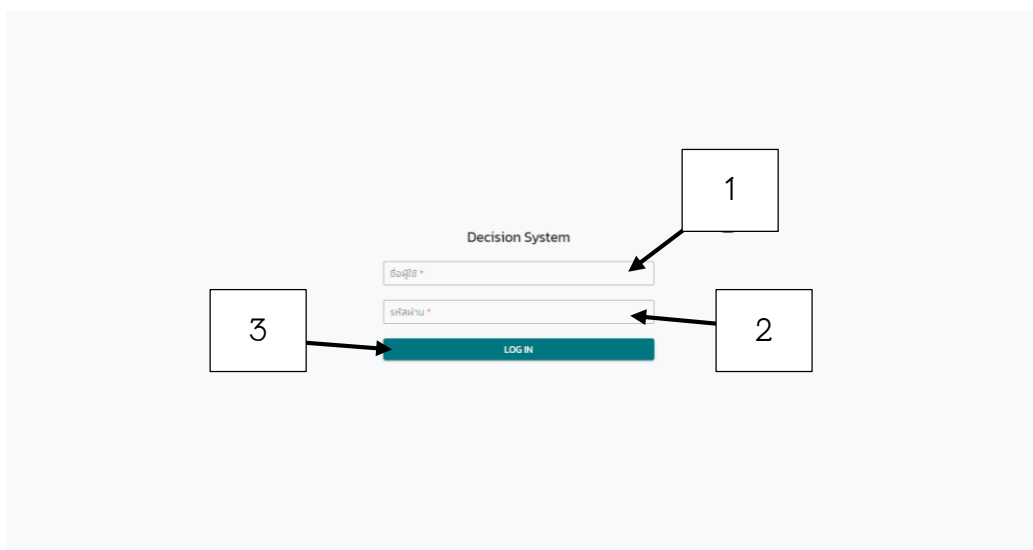 1
Decision System
ชื่อผู้ใช้ *
รหัสผ่าน *
2
3
LOG IN